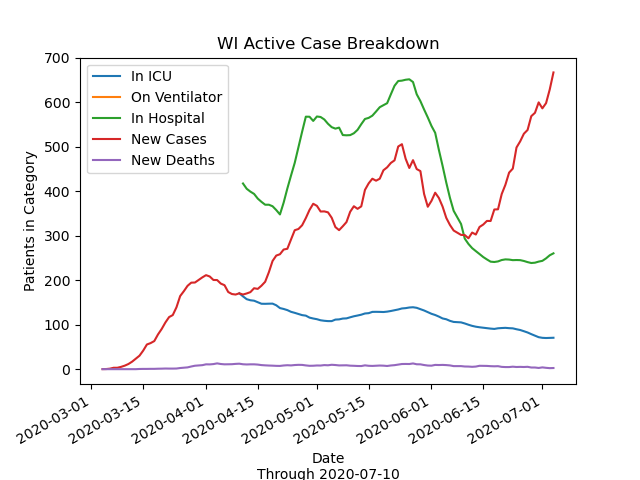 WI Active Case Breakdown
700
600
500
400
300
200
100
0
Patients in Category
In ICU
On Ventilator
In Hospital
New Cases
New Deaths
2020-03-01
2020-03-15
2020-04-01
2020-04-15
2020-05-01
2020-05-15
2020-06-01
2020-06-15
2020-07-01
Date
Through 2020-07-10